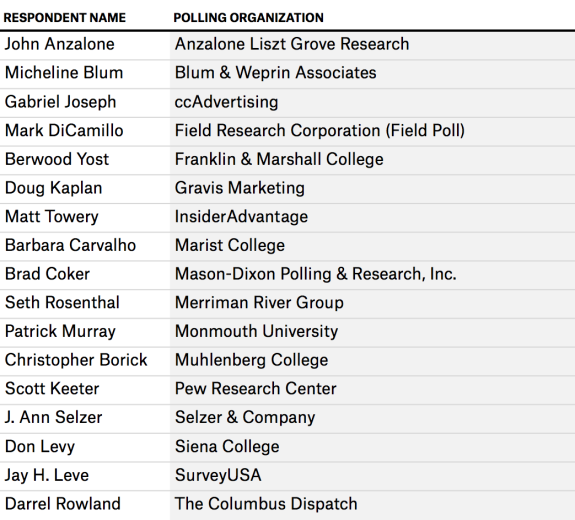 RESPONDENT NAME POLLING ORGANIZATION
John Anzalone Anzalone Liszt Grove Research
Micheline Blum Blum & Weprin Associates
Gabriel Joseph ccAdvertising
Mark DiCamillo Field Research Corporation (Field Poll)
Berwood Yost Franklin & Marshall College
Doug Kaplan Gravis Marketing
Matt Towery InsiderAdvantage
Barbara Carvalho Marist College
Brad Coker Mason-Dixon Polling & Research, Inc.
Seth Rosenthal Merriman River Group
Patrick Murray Monmouth University
Christopher Borick Muhlenberg College
Scott Keeter Pew Research Center
J. Ann Selzer Selzer & Company
Don Levy Siena College
Jay H. Leve SurveyUSA
Darrel Rowland The Columbus Dispatch